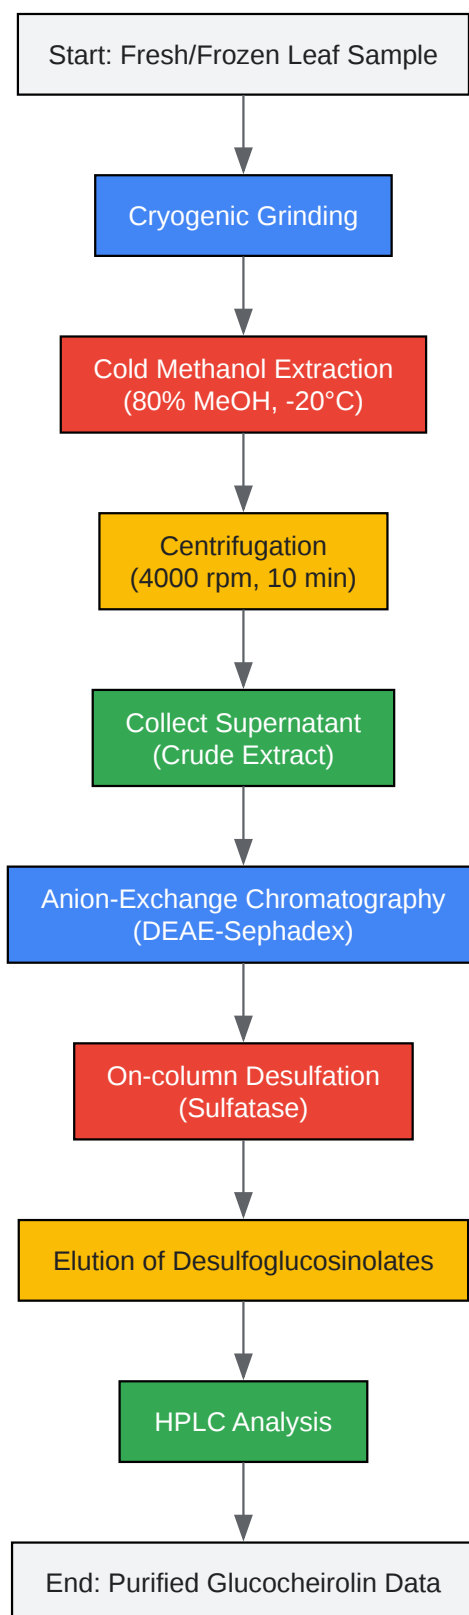 Start: Fresh/Frozen Leaf Sample
Cryogenic Grinding
Cold Methanol Extraction
(80% MeOH, -20°C)
Centrifugation
(4000 rpm, 10 min)
Collect Supernatant
(Crude Extract)
Anion-Exchange Chromatography
(DEAE-Sephadex)
On-column Desulfation
(Sulfatase)
Elution of Desulfoglucosinolates
HPLC Analysis
End: Purified Glucocheirolin Data